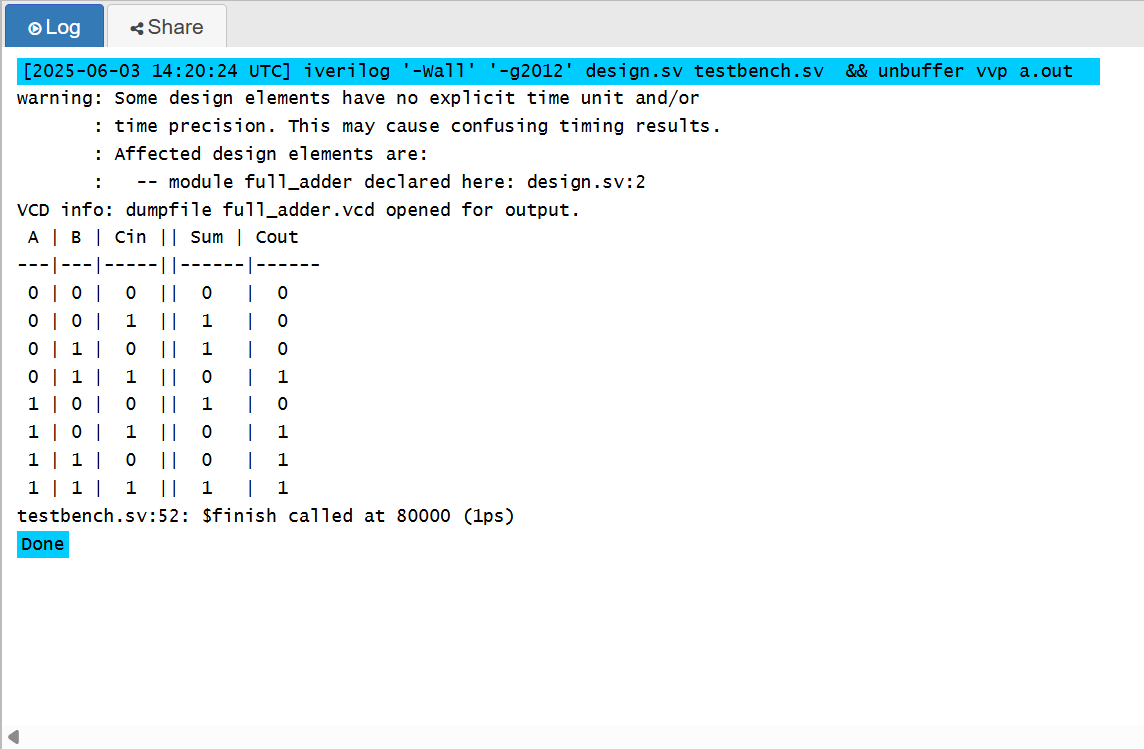 Log
Share
[2025-06-03 14:20:24 UTC] iverilog '-Wall' '-g2012' design.sv testbench.sv  && unbuffer vvp a.out
warning: Some design elements have no explicit time unit and/or
       : time precision. This may cause confusing timing results.
       : Affected design elements are:
       :   -- module full_adder declared here: design.sv:2
VCD info: dumpfile full_adder.vcd opened for output.
 A | B | Cin || Sum | Cout
---|---|-----||------|------
 0 | 0 |  0  ||  0   |  0
 0 | 0 |  1  ||  1   |  0
 0 | 1 |  0  ||  1   |  0
 0 | 1 |  1  ||  0   |  1
 1 | 0 |  0  ||  1   |  0
 1 | 0 |  1  ||  0   |  1
 1 | 1 |  0  ||  0   |  1
 1 | 1 |  1  ||  1   |  1
testbench.sv:52: $finish called at 80000 (1ps)
Done